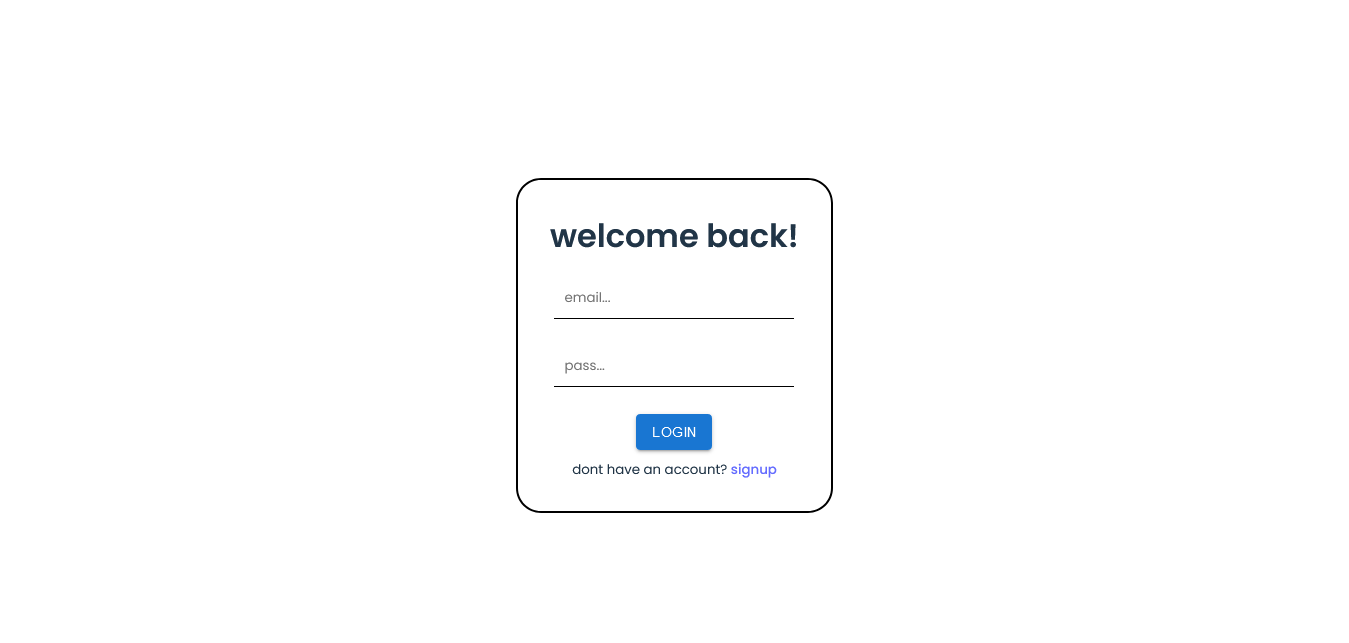 welcome back!
email...
pass...
LOGIN
dont have an account? signup